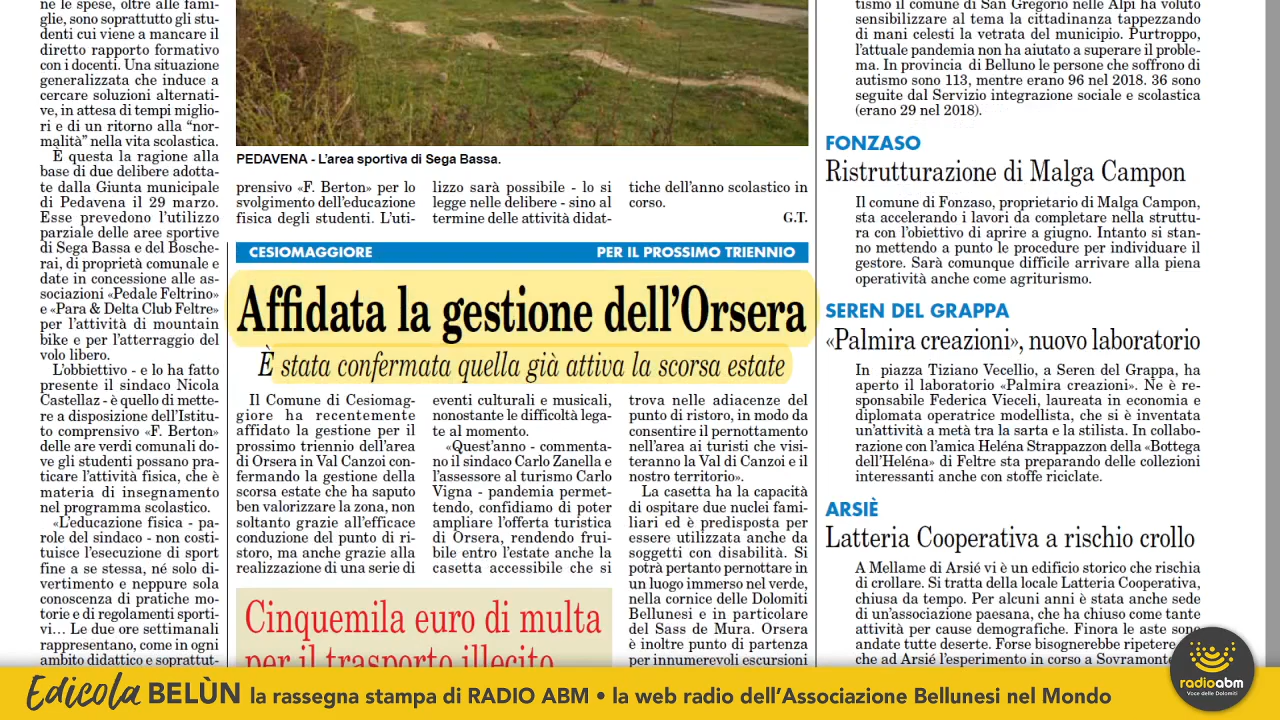 ne le spese, oltre alle fami-
glie, sono soprattutto gli stu-
denti cui viene a mancare il
diretto rapporto formativo
con i docenti. Una situazione
generalizzata che induce a
cercare soluzioni alternati-
ve, in attesa di tempi miglio-
ri e di un ritorno alla “nor-
malità” nella vita scolastica.
È questa la ragione alla
base di due delibere adotta-
te dalla Giunta municipale
di Pedavena il 29 marzo.
Esse prevedono l’utilizzo
parziale delle aree sportive
di Sega Bassa e del Bosche-
rai, di proprietà comunale e
date in concessione alle as-
sociazioni «Pedale Feltrino»
e «Para & Delta Club Feltre»
per l’attività di mountain
bike e per l’atterraggio del
volo libero.
L’obbiettivo - e lo ha fatto
presente il sindaco Nicola
Castellaz - è quello di mette-
re a disposizione dell’Istitu-
to comprensivo «F. Berton»
delle aree verdi comunali do-
ve gli studenti possano pra-
ticare l’attività fisica, che è
materia di insegnamento
nel programma scolastico.
«L’educazione fisica - pa-
role del sindaco - non costi-
tuisce l’esecuzione di sport
fine a se stessa, né solo di-
vertimento e neppure sola
conoscenza di pratiche mo-
torie e di regolamenti sporti-
vi… Le due ore settimanali
rappresentano, come in ogni
ambito didattico e soprattut-
PEDAVENA - L’area sportiva di Sega Bassa.
prensivo «F. Berton» per lo
svolgimento dell’educazione
fisica degli studenti. L’uti-
lizzo sarà possibile - lo si
legge nelle delibere - sino al
termine delle attività didat-
tiche dell’anno scolastico in
corso.
G.T.
CESIOMAGGIORE PER IL PROSSIMO TRIENNIO
Affidata la gestione dell’Orsera
È stata confermata quella già attiva la scorsa estate
Il Comune di Cesiomag-
giore ha recentemente
affidato la gestione per il
prossimo triennio dell’area
di Orsera in Val Canzoi con-
fermando la gestione della
scorsa estate che ha saputo
ben valorizzare la zona, non
soltanto grazie all’efficace
conduzione del punto di ri-
storo, ma anche grazie alla
realizzazione di una serie di
eventi culturali e musicali,
nonostante le difficoltà lega-
te al momento.
«Quest’anno - commenta-
no il sindaco Carlo Zanella e
l’assessore al turismo Carlo
Vigna - pandemia permet-
tendo, confidiamo di poter
ampliare l’offerta turistica
di Orsera, rendendo frui-
bile entro l’estate anche la
casetta accessibile che si
trova nelle adiacenze del
punto di ristoro, in modo da
consentire il pernottamento
nell’area ai turisti che visi-
teranno la Val di Canzoi e il
nostro territorio».
La casetta ha la capacità
di ospitare due nuclei fami-
liari ed è predisposta per
essere utilizzata anche da
soggetti con disabilità. Si
potrà pertanto pernottare in
un luogo immerso nel verde,
nella cornice delle Dolomiti
Bellunesi e in particolare
del Sass de Mura. Orsera
è inoltre punto di partenza
per innumerevoli escursioni
Cinquemila euro di multa
per il trasporto illecito
tismo il comune di San Gregorio nelle Alpi ha voluto
sensibilizzare al tema la cittadinanza tappezzando
di mani celesti la vetrata del municipio. Purtroppo,
l’attuale pandemia non ha aiutato a superare il proble-
ma. In provincia di Belluno le persone che soffrono di
autismo sono 113, mentre erano 96 nel 2018. 36 sono
seguite dal Servizio integrazione sociale e scolastica
(erano 29 nel 2018).
FONZASO
Ristrutturazione di Malga Campon
Il comune di Fonzaso, proprietario di Malga Campon,
sta accelerando i lavori da completare nella struttu-
ra con l’obiettivo di aprire a giugno. Intanto si stan-
no mettendo a punto le procedure per individuare il
gestore. Sarà comunque difficile arrivare alla piena
operatività anche come agriturismo.
SEREN DEL GRAPPA
«Palmira creazioni», nuovo laboratorio
In piazza Tiziano Vecellio, a Seren del Grappa, ha
aperto il laboratorio «Palmira creazioni». Ne è re-
sponsabile Federica Vieceli, laureata in economia e
diplomata operatrice modellista, che si è inventata
un’attività a metà tra la sarta e la stilista. In collabo-
razione con l’amica Heléna Strappazzon della «Bottega
dell’Heléna» di Feltre sta preparando delle collezioni
interessanti anche con stoffe riciclate.
ARSIÈ
Latteria Cooperativa a rischio crollo
A Mellame di Arsié vi è un edificio storico che rischia
di crollare. Si tratta della locale Latteria Cooperativa,
chiusa da tempo. Per alcuni anni è stata anche sede
di un’associazione paesana, che ha chiuso come tante
attività per cause demografiche. Finora le aste sono
andate tutte deserte. Forse bisognerebbe ripetere
che ad Arsié l’esperimento in corso a Sovramonte
Edicola BELÙN la rassegna stampa di RADIO ABM • la web radio dell’Associazione Bellunesi nel Mondo
radioabm
Voce delle Dolomiti